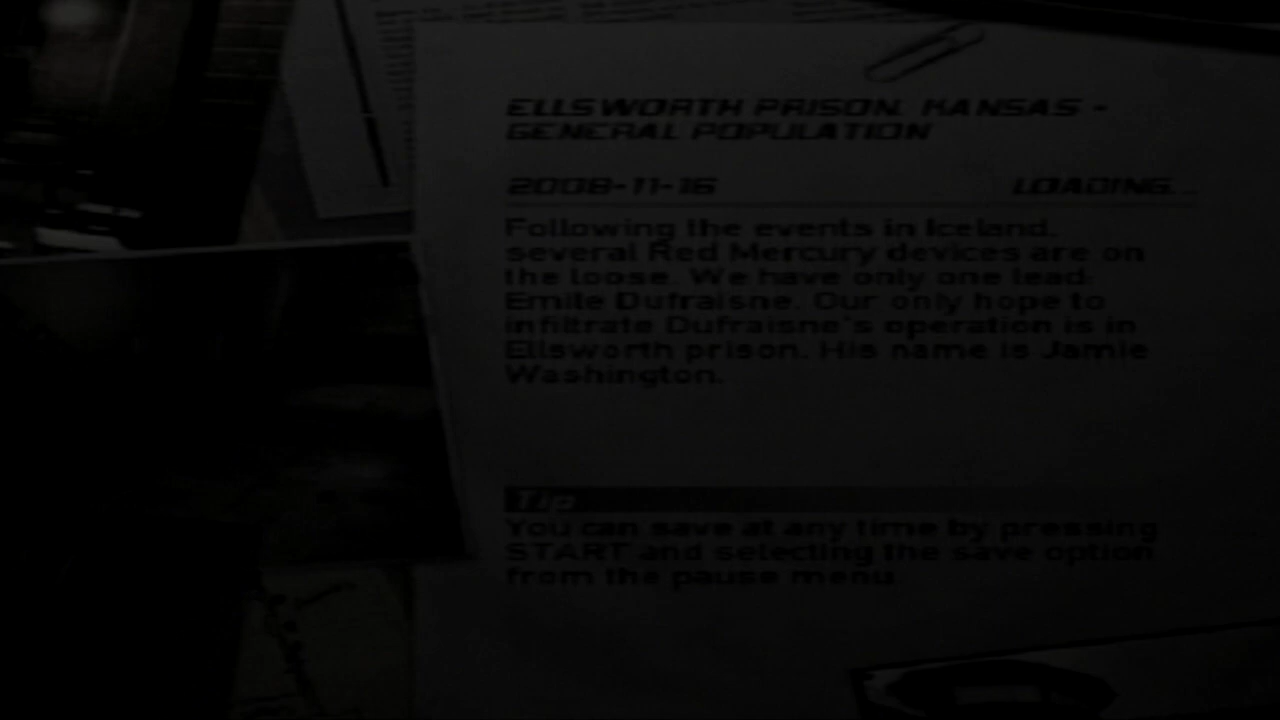 ELLSWORTH PRISON, KANSAS -
GENERAL POPULATION
2008-11-16
LOADING...
Following the events in Iceland,
several Red Mercury devices are on
the loose. We have only one lead:
Emile Dufraisne. Our only hope to
infiltrate Dufraisne's operation is in
Ellsworth prison. His name is Jamie
Washington.
Tip
You can save at any time by pressing
START and selecting the save option
from the pause menu